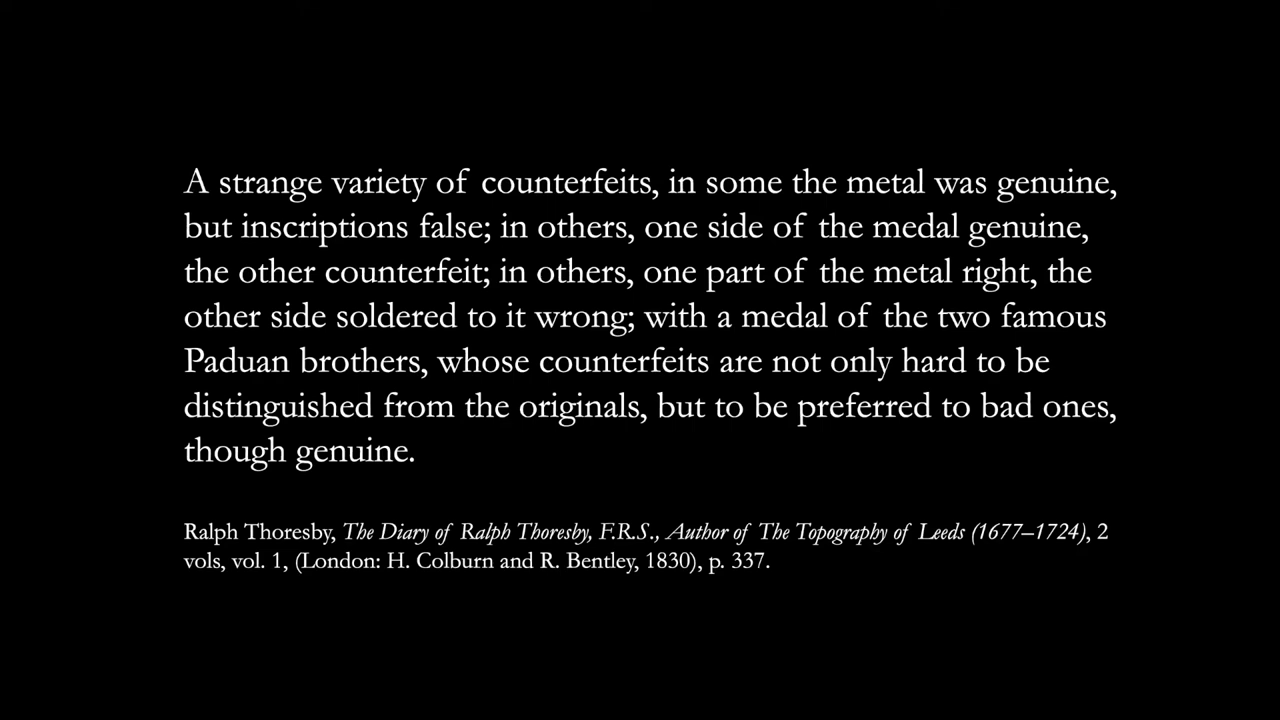 A strange variety of counterfeits, in some the metal was genuine,
but inscriptions false; in others, one side of the medal genuine,
the other counterfeit; in others, one part of the metal right, the
other side soldered to it wrong; with a medal of the two famous
Paduan brothers, whose counterfeits are not only hard to be
distinguished from the originals, but to be preferred to bad ones,
though genuine.
Ralph Thoresby, The Diary of Ralph Thoresby, F.R.S., Author of The Topography of Leeds (1677–1724), 2
vols, vol. 1, (London: H. Colburn and R. Bentley, 1830), p. 337.